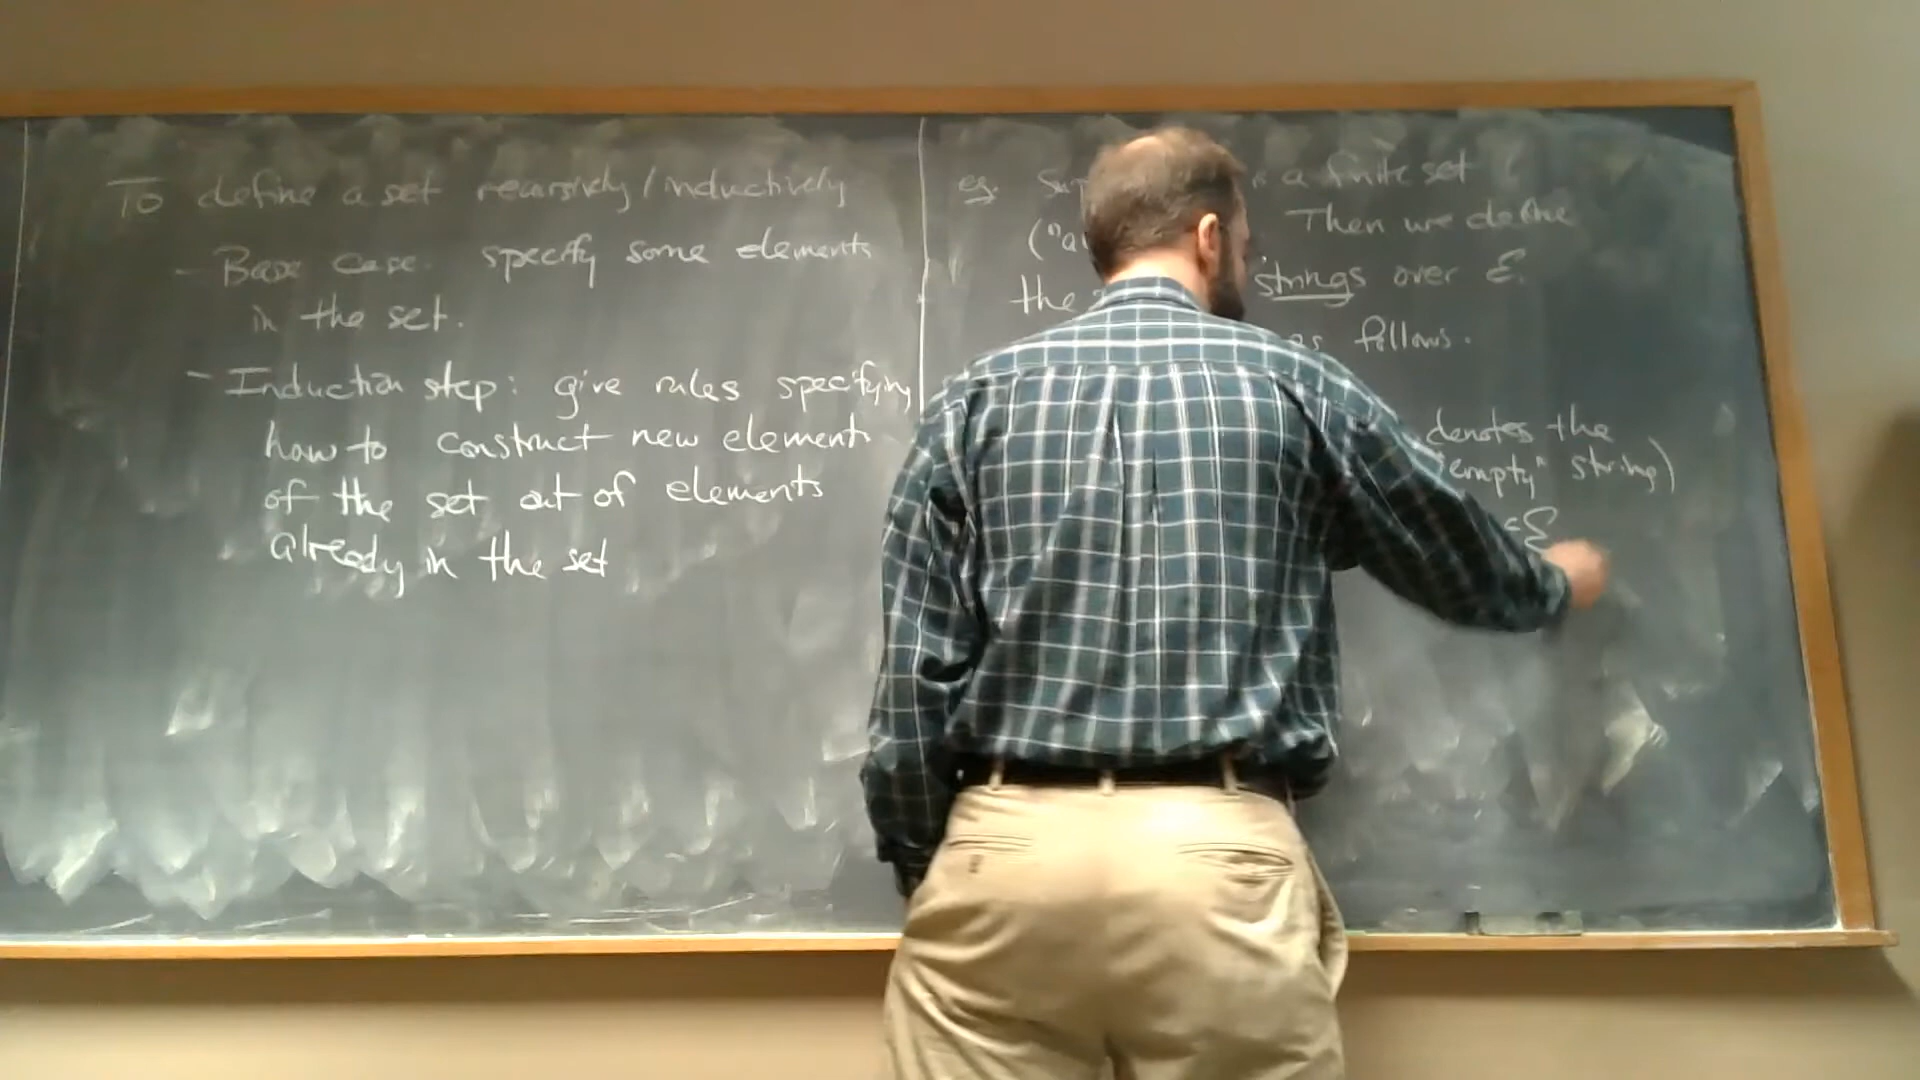 To define a set recursively/inductively
- Base case. specify some elements
in the set.
- Induction step: give rules specifying
how to construct new elements
of the set out of elements
already in the set
eg. Sup a finite set
("a Then we define
the strings over Σ.
as follows.
denotes the
"empty" string)
∈Σ